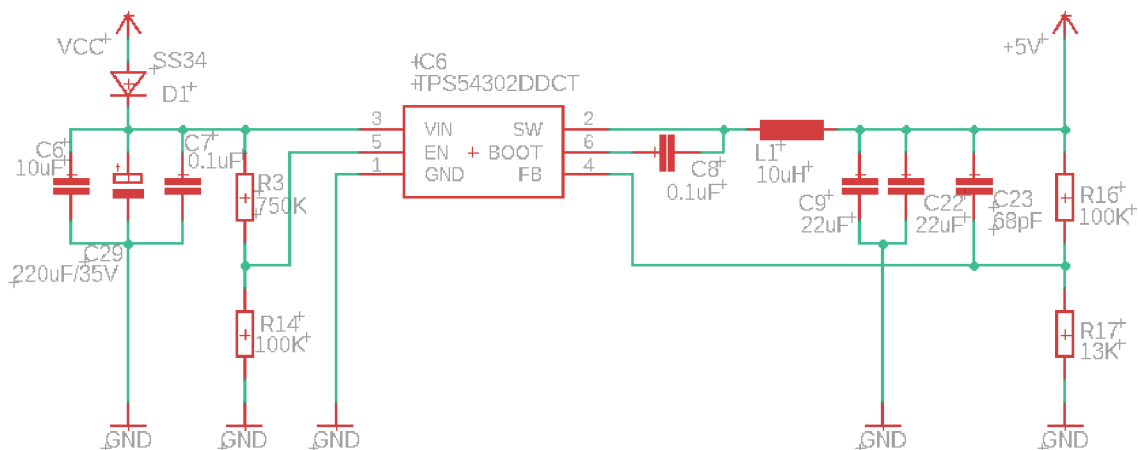 VCC
SS34
D1
C6
10uF
C7
0.1uF
C29
220uF/35V
R3
750K
R14
100K
IC6
TPS54302DDCT
3
VIN
SW
2
5
EN
BOOT
6
1
GND
FB
4
C8
0.1uF
L1
10uH
+5V
C9
22uF
C22
22uF
C23
68pF
R16
100K
R17
13K
GND
GND
GND
GND
GND